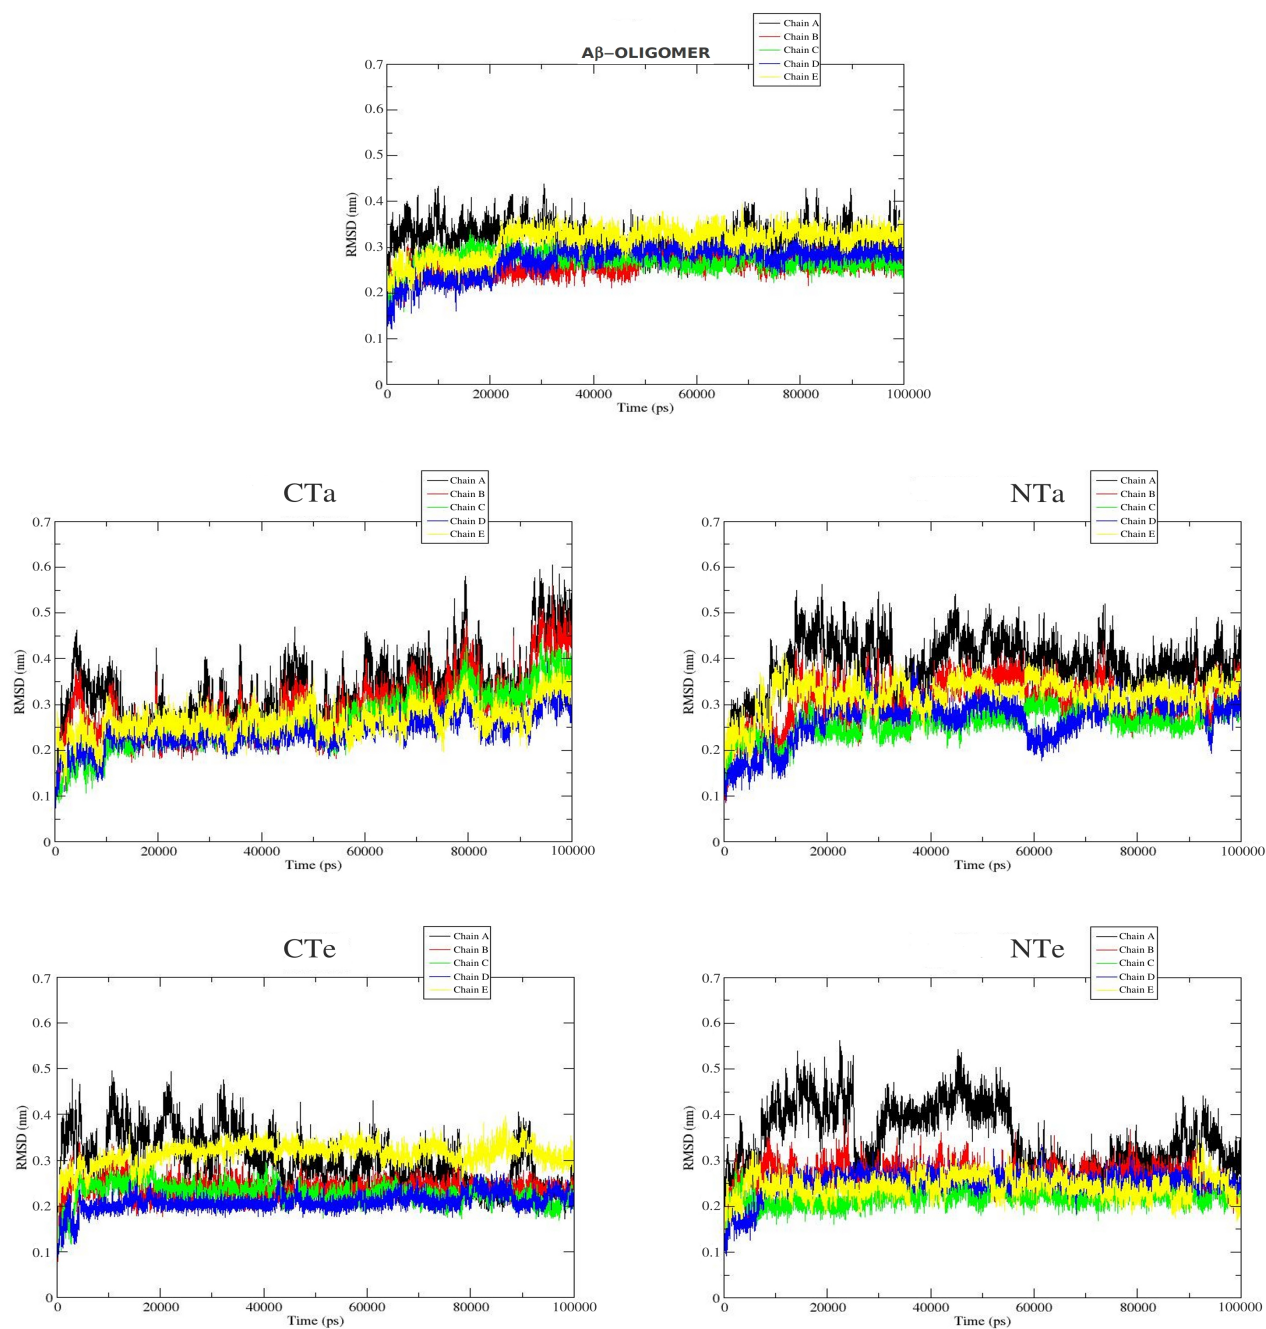 Chain A
Chain B
Chain C
Chain D
Chain E
Aβ–OLIGOMER
0.7
0.6
0.5
0.4
0.3
0.2
0.1
0
RMSD (nm)
0 20000 40000 60000 80000 100000
Time (ps)
CTa
Chain A
Chain B
Chain C
Chain D
Chain E
0.7
0.6
0.5
0.4
0.3
0.2
0.1
0
RMSD (nm)
0 20000 40000 60000 80000 100000
Time (ps)
NTa
Chain A
Chain B
Chain C
Chain D
Chain E
0.7
0.6
0.5
0.4
0.3
0.2
0.1
0
RMSD (nm)
0 20000 40000 60000 80000 100000
Time (ps)
CTe
Chain A
Chain B
Chain C
Chain D
Chain E
0.7
0.6
0.5
0.4
0.3
0.2
0.1
0
RMSD (nm)
0 20000 40000 60000 80000 100000
Time (ps)
NTe
Chain A
Chain B
Chain C
Chain D
Chain E
0.7
0.6
0.5
0.4
0.3
0.2
0.1
0
RMSD (nm)
0 20000 40000 60000 80000 100000
Time (ps)